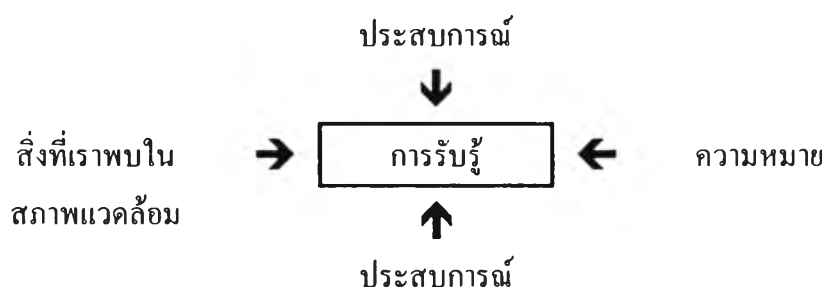 ประสบการณ์
สิ่งที่เราพบใน
การรับรู้
ความหมาย
สภาพแวดล้อม
ประสบการณ์